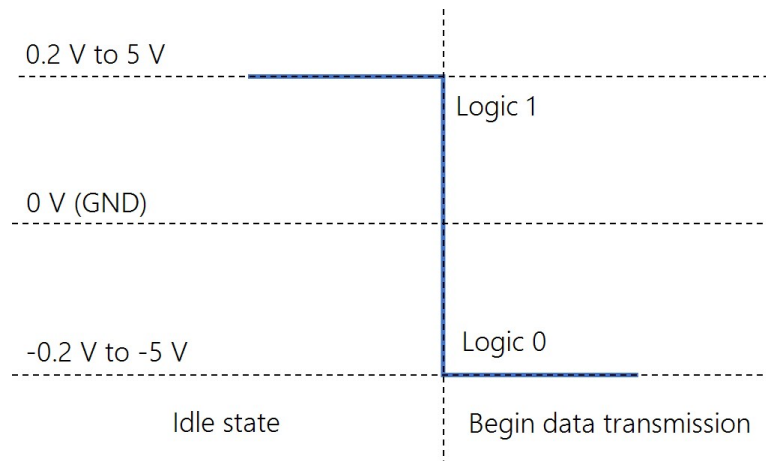 0.2 V to 5 V
Logic 1
0 V (GND)
Logic 0
-0.2 V to -5 V
Idle state
Begin data transmission